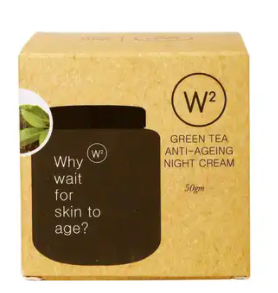 W²
GREEN TEA
ANTI-AGEING
NIGHT CREAM
50gm
W²
Why
wait
for
skin to
age?